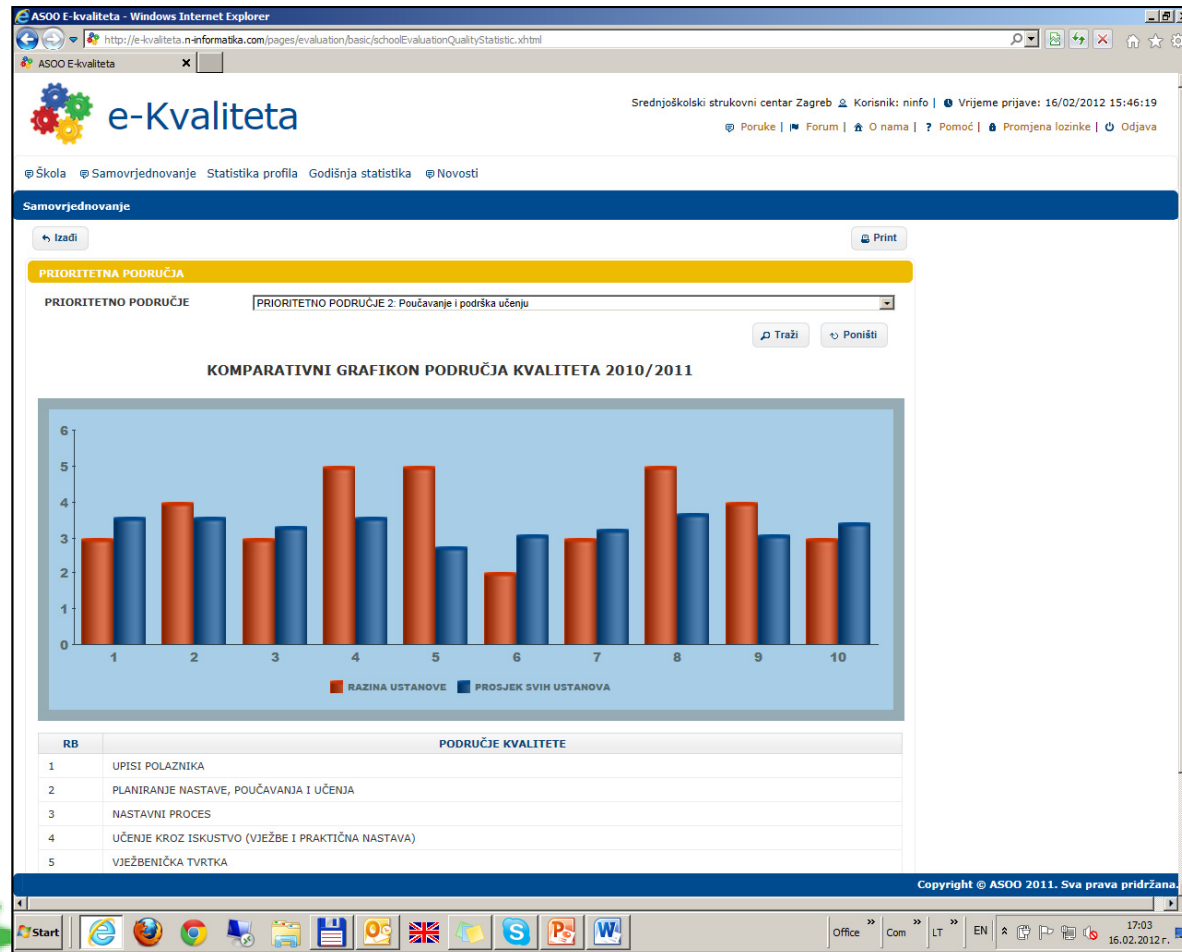 ASOO E-kvaliteta - Windows Internet Explorer
http://e-kvaliteta.n-informatika.com/pages/evaluation/basic/schoolEvaluationQualityStatistic.xhtml
ASOO E-kvaliteta
e-Kvaliteta
Srednjoškolski strukovni centar Zagreb Korisnik: ninfo | Vrijeme prijave: 16/02/2012 15:46:19
Poruke | Forum | O nama | ? Pomoć | Promjena lozinke | Odjava
Škola Samovrjednovanje Statistika profila Godišnja statistika Novosti
Samovrjednovanje
Izađi Print
PRIORITETNA PODRUČJA
PRIORITETNO PODRUČJE PRIORITETNO PODRUČJE 2: Poučavanje i podrška učenju
Traži Poništi
KOMPARATIVNI GRAFIKON PODRUČJA KVALITETA 2010/2011
6
5
4
3
2
1
0
1 2 3 4 5 6 7 8 9 10
RAZINA USTANOVE PROSJEK SVIH USTANOVA
RB PODRUČJE KVALITETE
1 UPISI POLAZNIKA
2 PLANIRANJE NASTAVE, POUČAVANJA I UČENJA
3 NASTAVNI PROCES
4 UČENJE KROZ ISKUSTVO (VJEŽBE I PRAKTIČNA NASTAVA)
5 VJEŽBENIČKA TVRTKA
Copyright © ASOO 2011. Sva prava pridržana.
Start Office » Com » LT » EN 17:03
16.02.2012 г.